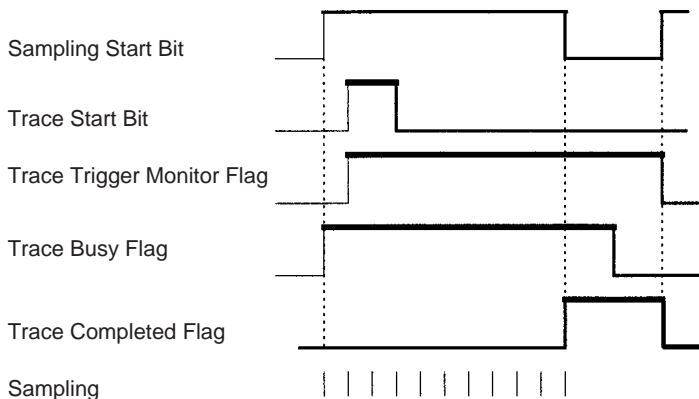 Sampling Start Bit
Trace Start Bit
Trace Trigger Monitor Flag
Trace Busy Flag
Trace Completed Flag
Sampling